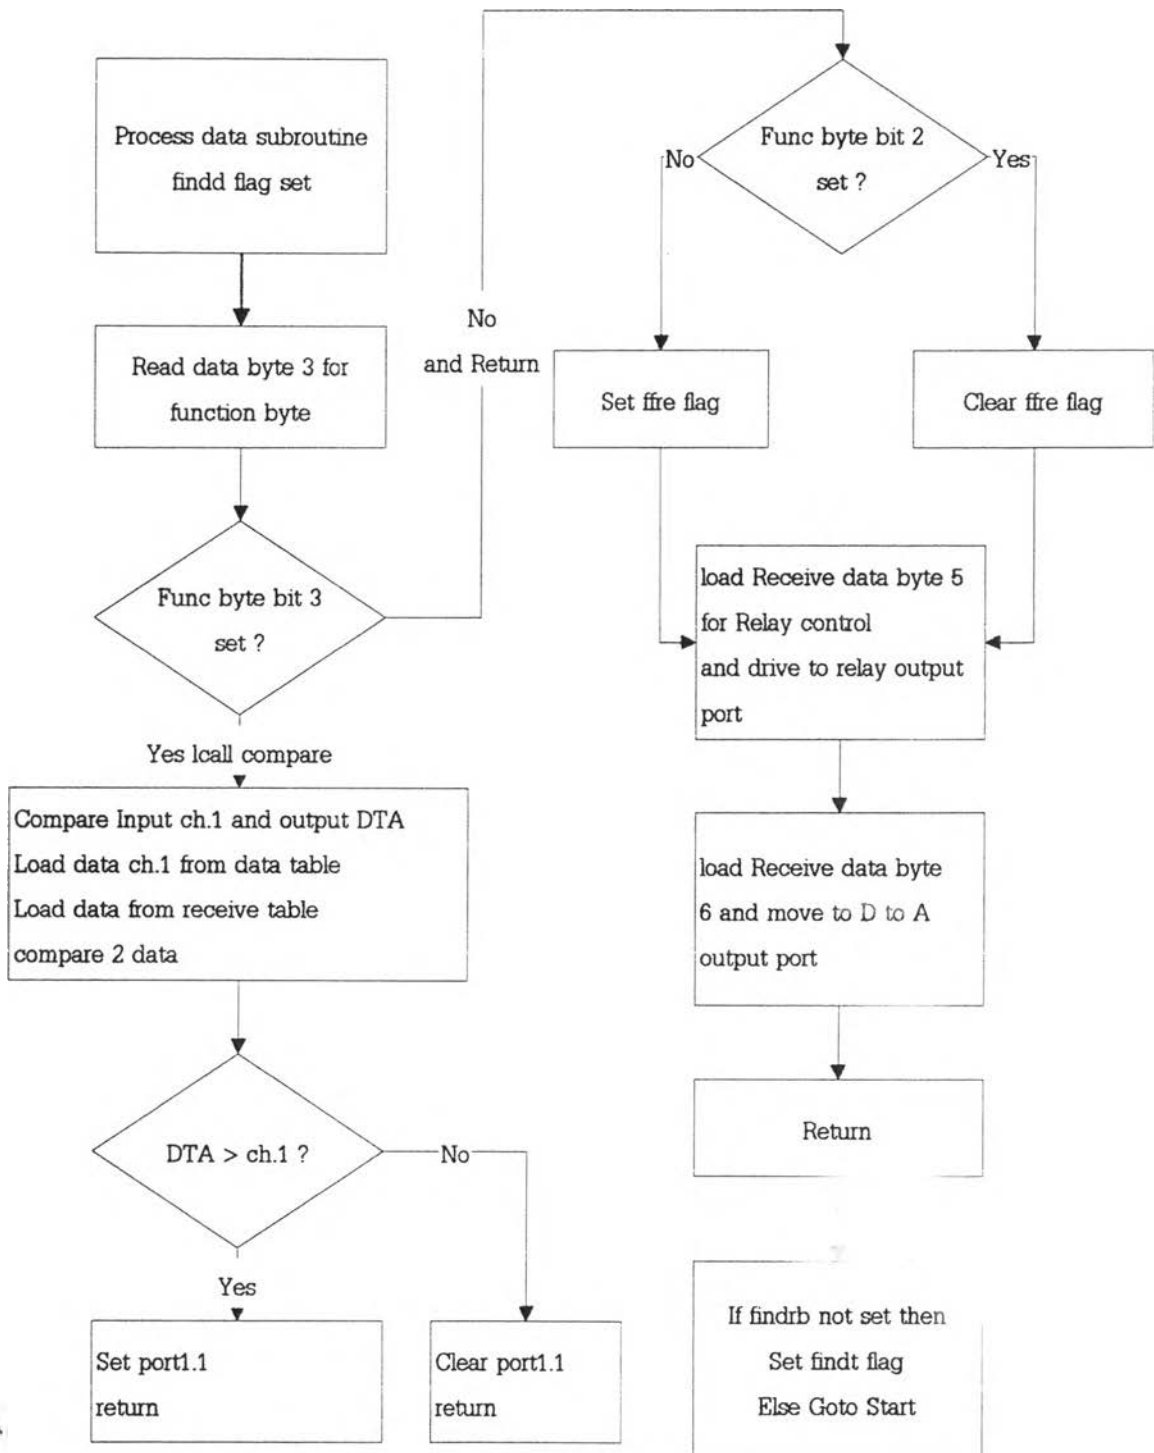 Process data subroutine
findd flag set
Read data byte 3 for
function byte
Func byte bit 3
set ?
No
and Return
Yes lcall compare
Compare Input ch.1 and output DTA
Load data ch.1 from data table
Load data from receive table
compare 2 data
DTA > ch.1 ?
No
Yes
Set port1.1
return
Clear port1.1
return
Func byte bit 2
set ?
No
Yes
Set ffre flag
Clear ffre flag
load Receive data byte 5
for Relay control
and drive to relay output
port
load Receive data byte
6 and move to D to A
output port
Return
If findrb not set then
Set findt flag
Else Goto Start